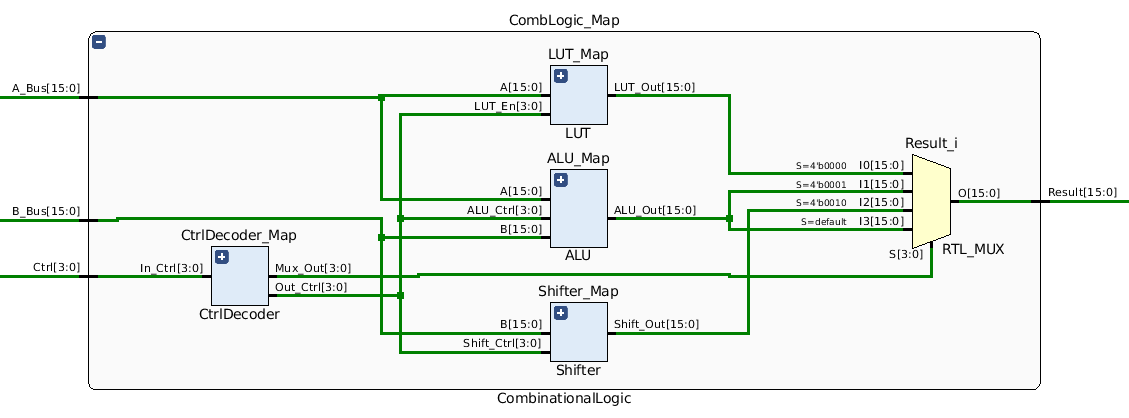 CombLogic_Map
LUT_Map
A_Bus[15:0]
A[15:0]
LUT_Out[15:0]
LUT_En[3:0]
LUT
Result_i
ALU_Map
S=4'b0000 I0[15:0]
S=4'b0001 I1[15:0]
A[15:0]
O[15:0]
Result[15:0]
S=4'b0010 I2[15:0]
B_Bus[15:0]
ALU_Ctrl[3:0]
ALU_Out[15:0]
S=default I3[15:0]
B[15:0]
CtrlDecoder_Map
ALU
S[3:0]
RTL_MUX
Ctrl[3:0]
In_Ctrl[3:0]
Mux_Out[3:0]
Out_Ctrl[3:0]
Shifter_Map
CtrlDecoder
B[15:0]
Shift_Out[15:0]
Shift_Ctrl[3:0]
Shifter
CombinationalLogic